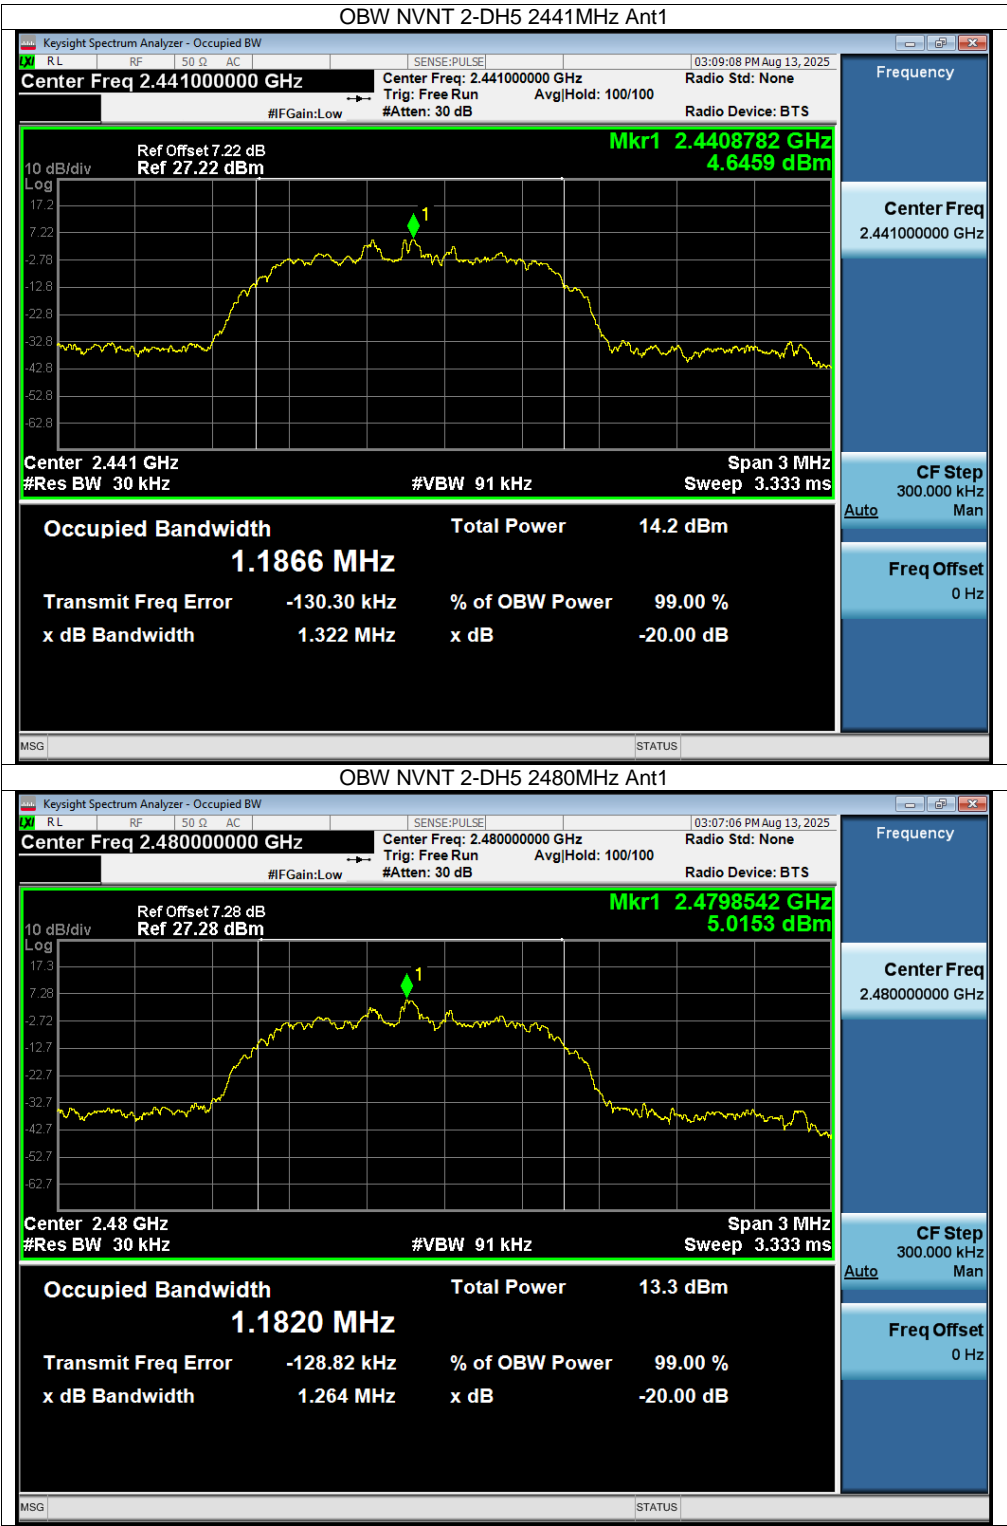 OBW NVNT 2-DH5 2441MHz Ant1
Keysight Spectrum Analyzer - Occupied BW
LXI RL RF 50 Ω AC SENSE:PULSE 03:09:08 PM Aug 13, 2025
Center Freq 2.441000000 GHz
Center Freq: 2.441000000 GHz
Radio Std: None
Trig: Free Run Avg|Hold: 100/100
#IFGain:Low
#Atten: 30 dB
Radio Device: BTS
Frequency
Mkr1 2.4408782 GHz
4.6459 dBm
Ref Offset 7.22 dB
10 dB/div Ref 27.22 dBm
Log
17.2
7.22
-2.78
-12.8
-22.8
-32.8
-42.8
-52.8
-62.8
1
Center Freq
2.441000000 GHz
Center 2.441 GHz Span 3 MHz
#Res BW 30 kHz #VBW 91 kHz Sweep 3.333 ms
CF Step
300.000 kHz
Auto Man
Freq Offset
0 Hz
Occupied Bandwidth Total Power 14.2 dBm
1.1866 MHz
Transmit Freq Error -130.30 kHz % of OBW Power 99.00 %
x dB Bandwidth 1.322 MHz x dB -20.00 dB
MSG STATUS
OBW NVNT 2-DH5 2480MHz Ant1
Keysight Spectrum Analyzer - Occupied BW
LXI RL RF 50 Ω AC SENSE:PULSE 03:07:06 PM Aug 13, 2025
Center Freq 2.480000000 GHz
Center Freq: 2.480000000 GHz
Radio Std: None
Trig: Free Run Avg|Hold: 100/100
#IFGain:Low
#Atten: 30 dB
Radio Device: BTS
Frequency
Mkr1 2.4798542 GHz
5.0153 dBm
Ref Offset 7.28 dB
10 dB/div Ref 27.28 dBm
Log
17.3
7.28
-2.72
-12.7
-22.7
-32.7
-42.7
-52.7
-62.7
1
Center Freq
2.480000000 GHz
Center 2.48 GHz Span 3 MHz
#Res BW 30 kHz #VBW 91 kHz Sweep 3.333 ms
CF Step
300.000 kHz
Auto Man
Freq Offset
0 Hz
Occupied Bandwidth Total Power 13.3 dBm
1.1820 MHz
Transmit Freq Error -128.82 kHz % of OBW Power 99.00 %
x dB Bandwidth 1.264 MHz x dB -20.00 dB
MSG STATUS